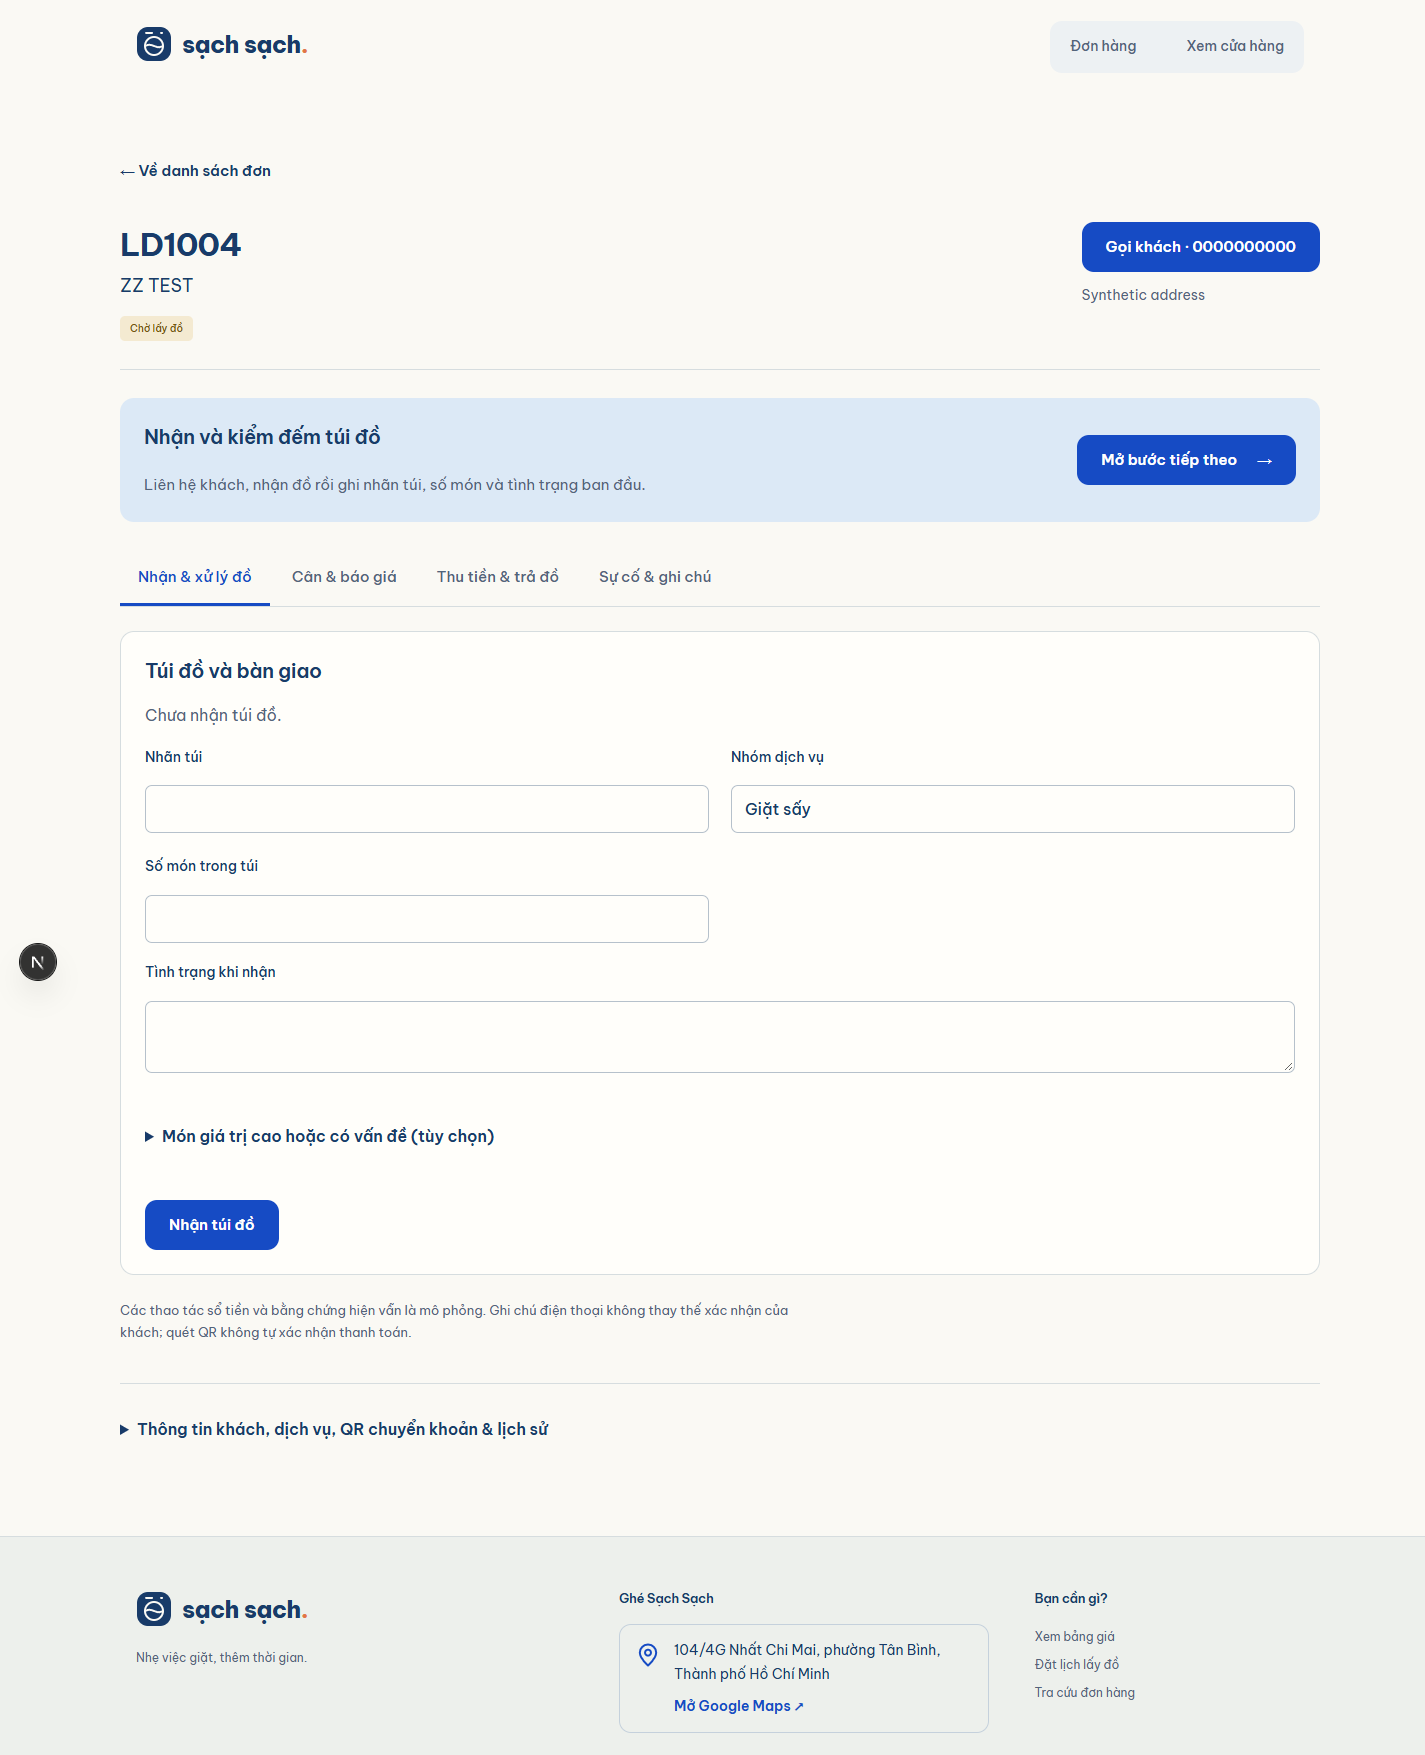 sạch sạch.
Đơn hàng
Xem cửa hàng
← Về danh sách đơn
LD1004
ZZ TEST
Chờ lấy đồ
Gọi khách · 0000000000
Synthetic address
Nhận và kiểm đếm túi đồ
Liên hệ khách, nhận đồ rồi ghi nhãn túi, số món và tình trạng ban đầu.
Mở bước tiếp theo →
Nhận & xử lý đồ
Cân & báo giá
Thu tiền & trả đồ
Sự cố & ghi chú
Túi đồ và bàn giao
Chưa nhận túi đồ.
Nhãn túi
Nhóm dịch vụ
Giặt sấy
Số món trong túi
Tình trạng khi nhận
N
▶ Món giá trị cao hoặc có vấn đề (tùy chọn)
Nhận túi đồ
Các thao tác sổ tiền và bằng chứng hiện vẫn là mô phỏng. Ghi chú điện thoại không thay thế xác nhận của
khách; quét QR không tự xác nhận thanh toán.
▶ Thông tin khách, dịch vụ, QR chuyển khoản & lịch sử
sạch sạch.
Nhẹ việc giặt, thêm thời gian.
Ghé Sạch Sạch
104/4G Nhất Chi Mai, phường Tân Bình,
Thành phố Hồ Chí Minh
Mở Google Maps ↗
Bạn cần gì?
Xem bảng giá
Đặt lịch lấy đồ
Tra cứu đơn hàng